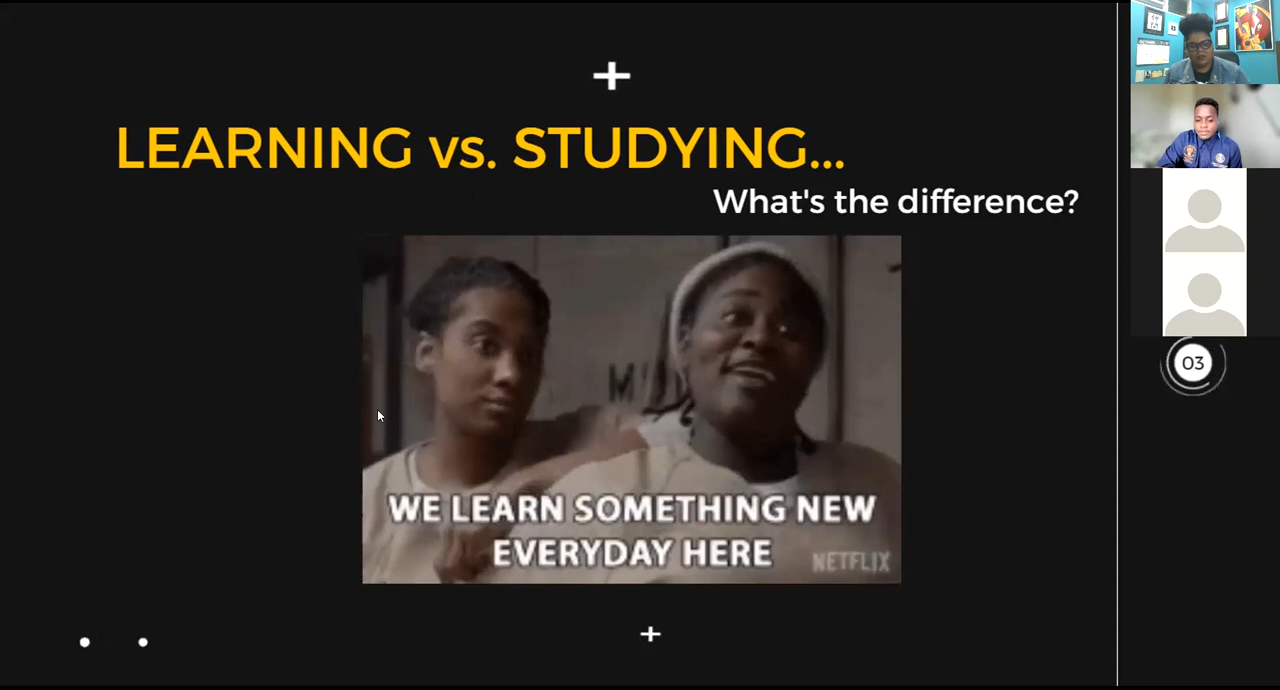 LEARNING vs. STUDYING...
What's the difference?
WE LEARN SOMETHING NEW
EVERYDAY HERE
NETFLIX
03